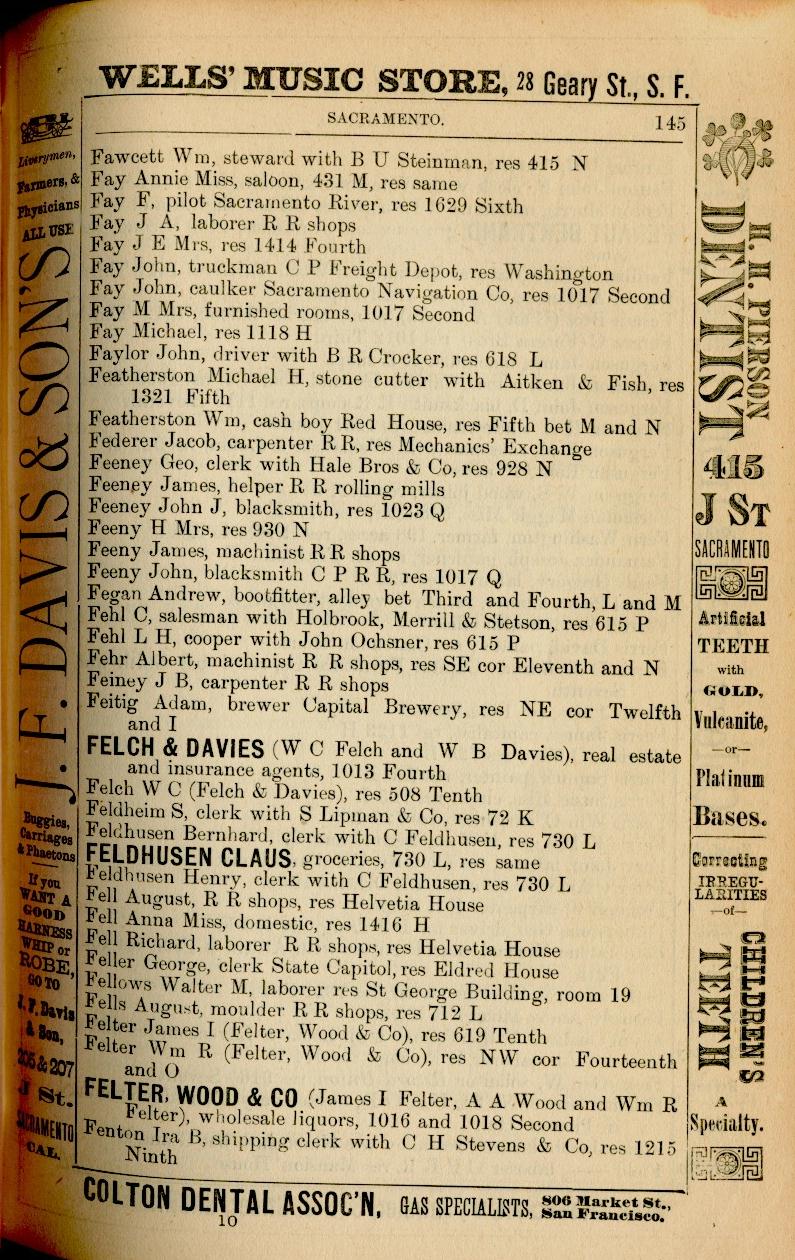 WELLS' MUSIC STORE, 28 Geary St., S. F.
SACRAMENTO. 145
Fawcett Wm, steward with B U Steinman, res 415 N
Fay Annie Miss, saloon, 431 M, res same
Fay F, pilot Sacramento River, res 1629 Sixth
Fay J A, laborer R R shops
Fay J E Mrs, res 1414 Fourth
Fay John, truckman C P Freight Depot, res Washington
Fay John, caulker Sacramento Navigation Co, res 1017 Second
Fay M Mrs, furnished rooms, 1017 Second
Fay Michael, res 1118 H
Faylor John, driver with B R Crocker, res 618 L
Featherston Michael H, stone cutter with Aitken & Fish, res
1321 Fifth
Featherston Wm, cash boy Red House, res Fifth bet M and N
Federer Jacob, carpenter R R, res Mechanics' Exchange
Feeney Geo, clerk with Hale Bros & Co, res 928 N
Feeney James, helper R R rolling mills
Feeney John J, blacksmith, res 1023 Q
Feeny H Mrs, res 930 N
Feeny James, machinist R R shops
Feeny John, blacksmith C P R R, res 1017 Q
Fegan Andrew, bootfitter, alley bet Third and Fourth, L and M
Fehl C, salesman with Holbrook, Merrill & Stetson, res 615 P
Fehl L H, cooper with John Ochsner, res 615 P
Fehr Albert, machinist R R shops, res SE cor Eleventh and N
Feiney J B, carpenter R R shops
Feitig Adam, brewer Capital Brewery, res NE cor Twelfth
and I
FELCH & DAVIES (W C Felch and W B Davies), real estate
and insurance agents, 1013 Fourth
Felch W C (Felch & Davies), res 508 Tenth
Feldheim S, clerk with S Lipman & Co, res 72 K
Feldhusen Bernhard, clerk with C Feldhusen, res 730 L
FELDHUSEN CLAUS, groceries, 730 L, res same
Feldhusen Henry, clerk with C Feldhusen, res 730 L
Fell August, R R shops, res Helvetia House
Fell Anna Miss, domestic, res 1416 H
Fell Richard, laborer R R shops, res Helvetia House
Feller George, clerk State Capitol, res Eldred House
Fellows Walter M, laborer res St George Building, room 19
Fells August, moulder R R shops, res 712 L
Felter James I (Felter, Wood & Co), res 619 Tenth
Felter Wm R (Felter, Wood & Co), res NW cor Fourteenth
and O
FELTER, WOOD & CO (James I Felter, A A Wood and Wm R
Felter), wholesale liquors, 1016 and 1018 Second
Fenton Ira B, shipping clerk with C H Stevens & Co, res 1215
Ninth
COLTON DENTAL ASSOC'N, GAS SPECIALISTS, 806 Market St.,
San Francisco.
10
Liverymen,
Farmers, &
Physicians
ALL USE
J. F. DAVIS & SON'S
Buggies,
Carriages
& Phaetons
If you
WANT A
GOOD
HARNESS
WHIP or
ROBE,
GO TO
J. F. Davis
& Son,
205 & 207
J St.
SACRAMENTO
CAL.
H. H. PIERSON
DENTIST
415
J ST
SACRAMENTO
Artificial
TEETH
with
GOLD,
Vulcanite,
—or—
Platinum
Bases.
Correcting
IRREGU-
LARITIES
—of—
CHILDREN'S
TEETH
A
Specialty.